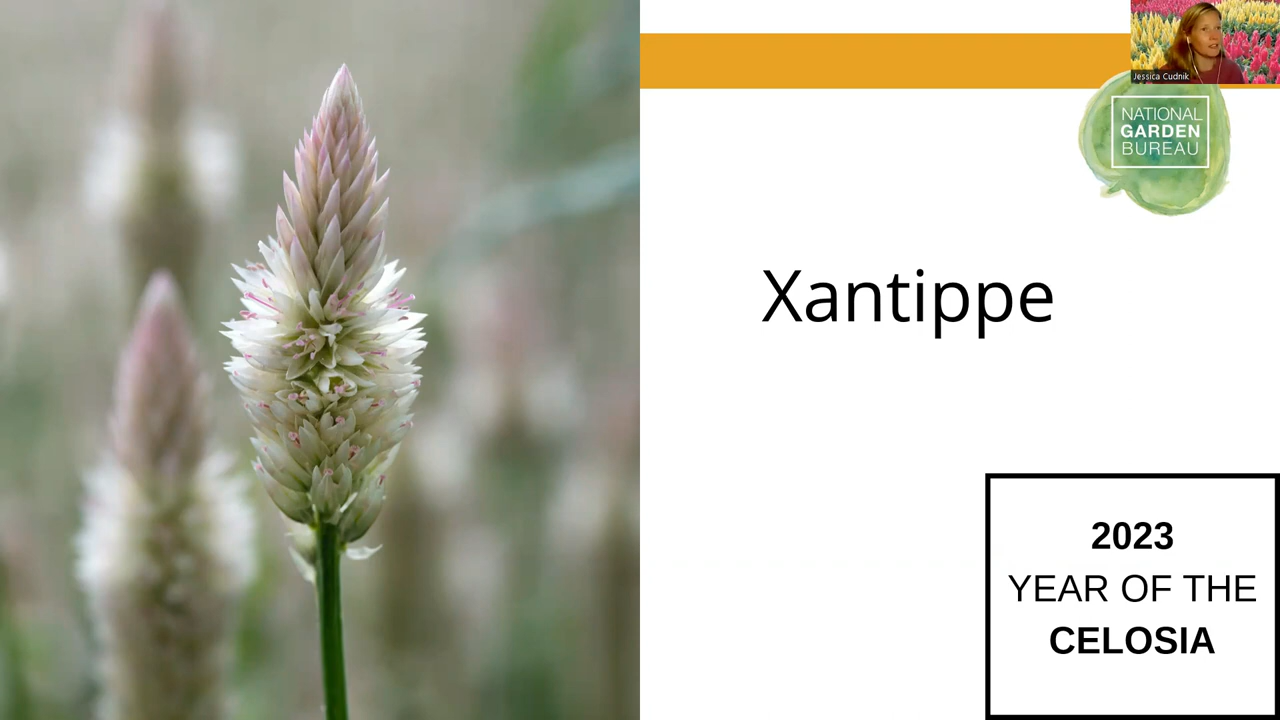 Jessica Cudnik
NATIONAL
GARDEN
BUREAU
Xantippe
2023
YEAR OF THE
CELOSIA